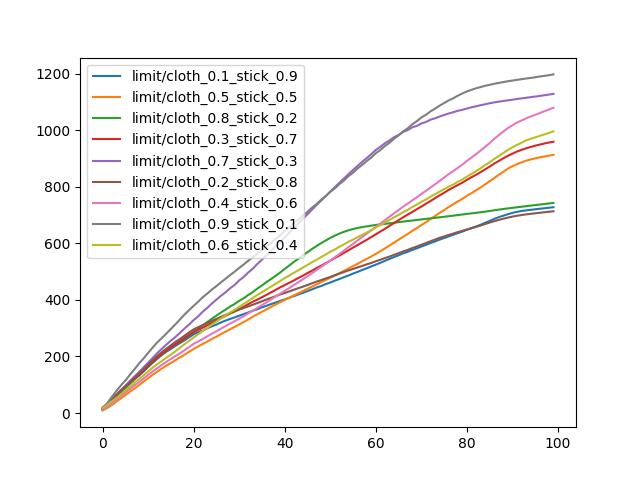 1200
1000
800
600
400
200
0
limit/cloth_0.1_stick_0.9
limit/cloth_0.5_stick_0.5
limit/cloth_0.8_stick_0.2
limit/cloth_0.3_stick_0.7
limit/cloth_0.7_stick_0.3
limit/cloth_0.2_stick_0.8
limit/cloth_0.4_stick_0.6
limit/cloth_0.9_stick_0.1
limit/cloth_0.6_stick_0.4
0 20 40 60 80 100